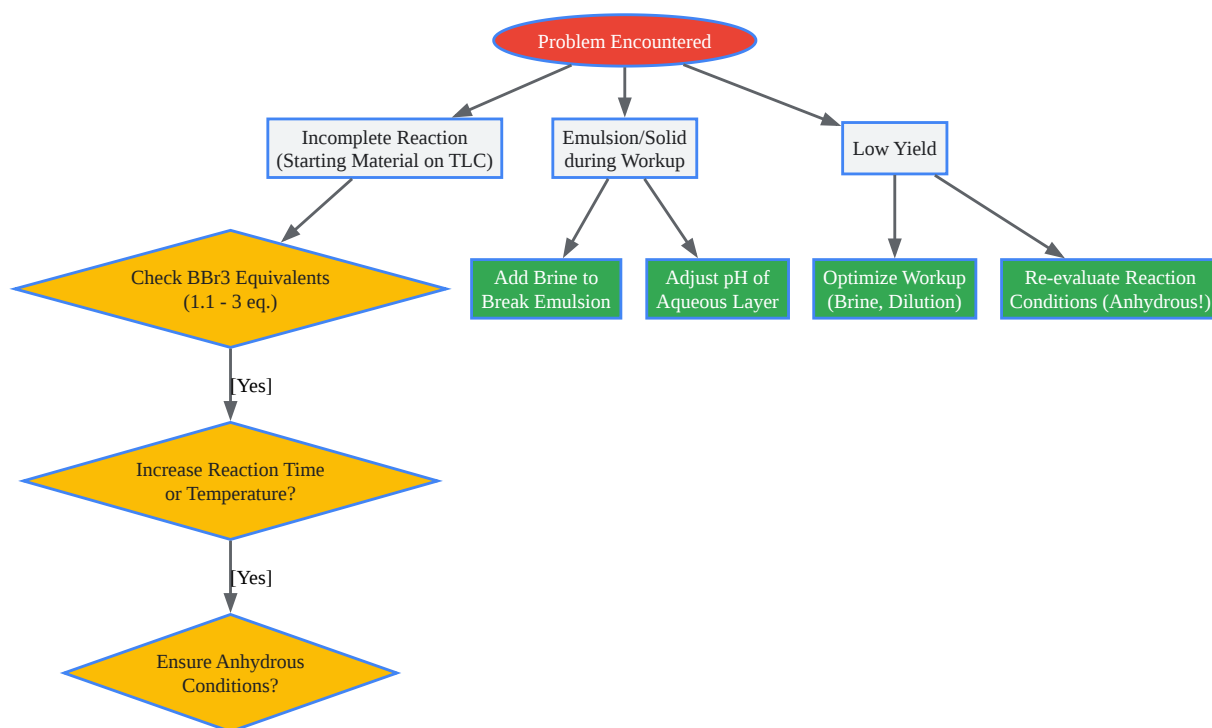 Problem Encountered
Incomplete Reaction
(Starting Material on TLC)
Emulsion/Solid
during Workup
Low Yield
Check BBr3 Equivalents
(1.1 - 3 eq.)
Add Brine to
Break Emulsion
Adjust pH of
Aqueous Layer
Optimize Workup
(Brine, Dilution)
Re-evaluate Reaction
Conditions (Anhydrous!)
[Yes]
Increase Reaction Time
or Temperature?
[Yes]
Ensure Anhydrous
Conditions?